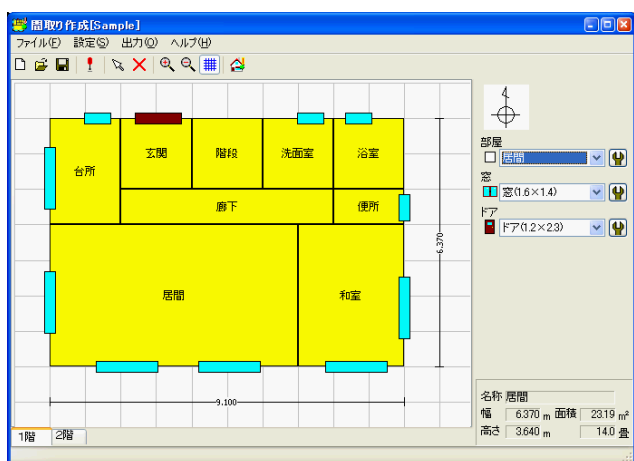 間取り作成[Sample]
ファイル(F) 設定(S) 出力(O) ヘルプ(H)
4
部屋
居間
窓
窓(1.6×1.4)
ドア
ドア(1.2×2.3)
台所
玄関
階段
洗面室
浴室
廊下
便所
居間
和室
6.370
9.100
名称 居間
幅 6.370 m 面積 23.19 m²
高さ 3.640 m 14.0 畳
1階 2階